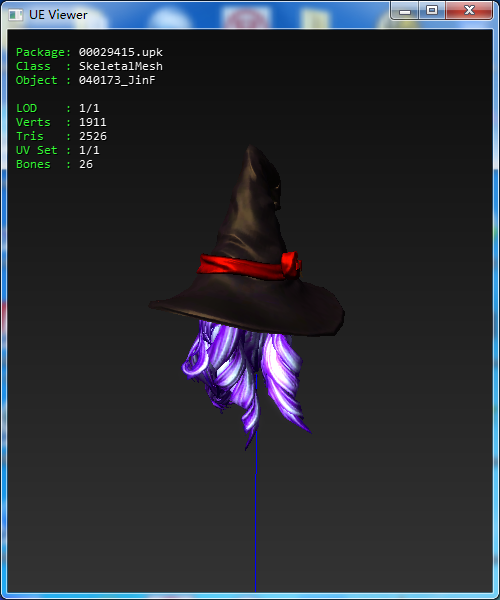 UE Viewer
Package: 00029415.upk
Class : SkeletalMesh
Object : 040173_JinF
LOD : 1/1
Verts : 1911
Tris : 2526
UV Set : 1/1
Bones : 26